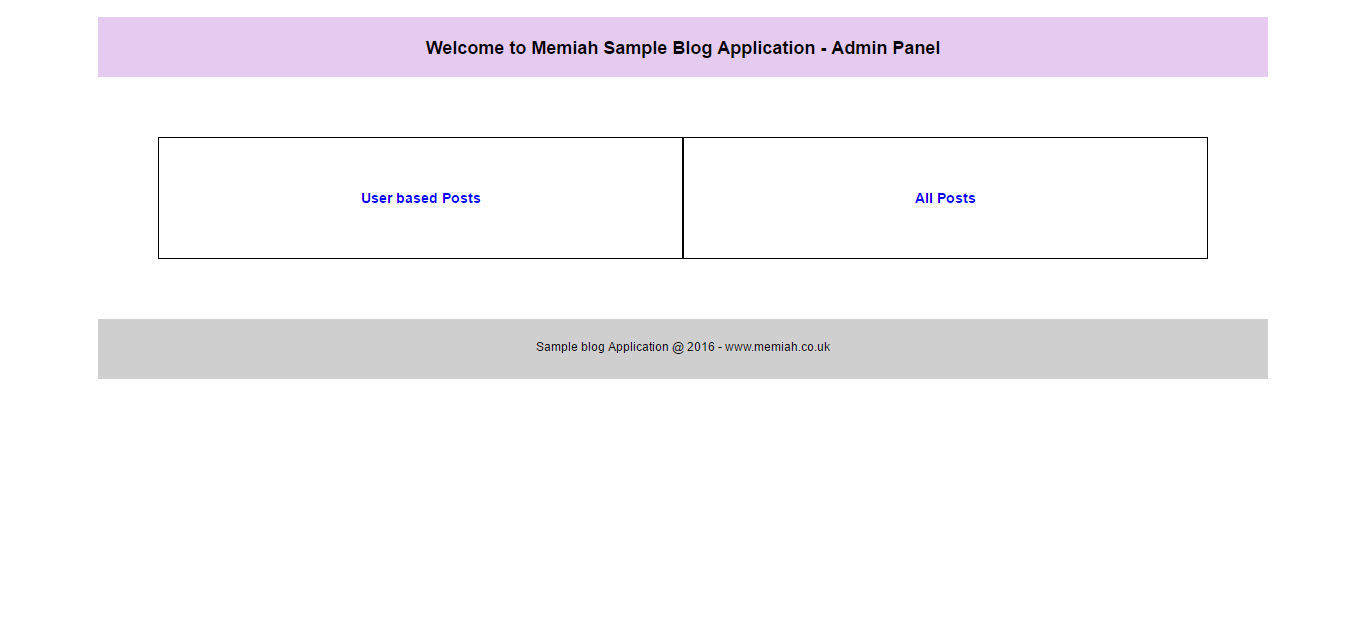 Welcome to Memiah Sample Blog Application - Admin Panel
User based Posts
All Posts
Sample blog Application @ 2016 - www.memiah.co.uk